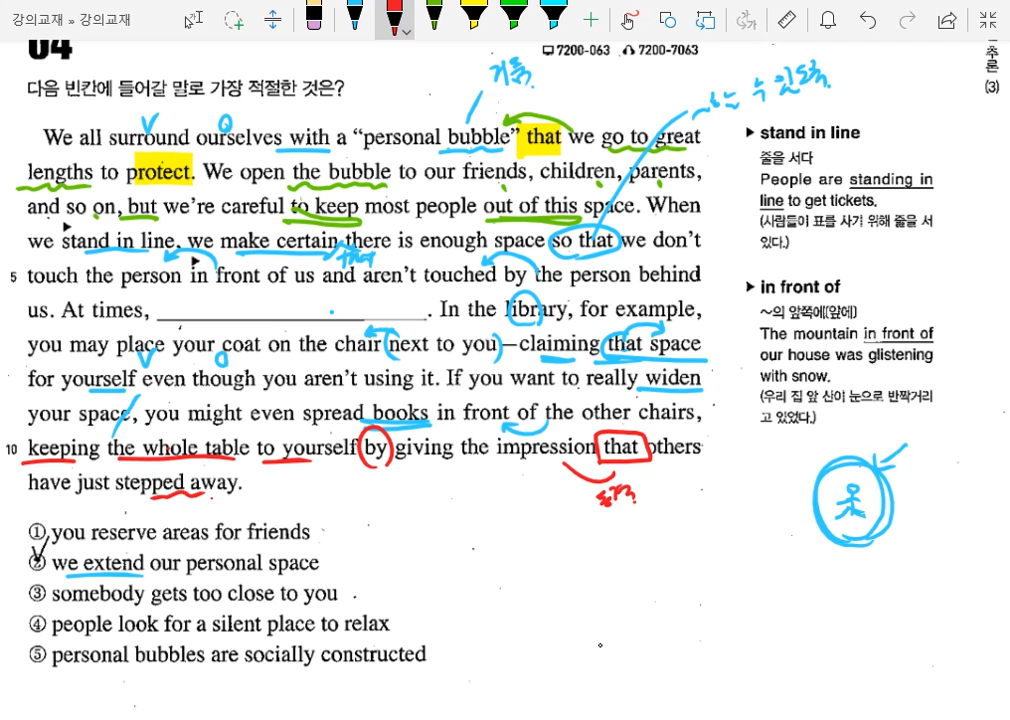 강의교재 » 강의교재
04
7200-063 7200-7063
추론 (3)
다음 빈칸에 들어갈 말로 가장 적절한 것은?
거품.
~하는 수 있도록
We all surround ourselves with a “personal bubble” that we go to great
lengths to protect. We open the bubble to our friends, children, parents,
and so on, but we're careful to keep most people out of this space. When
we stand in line, we make certain there is enough space so that we don't
5 touch the person in front of us and aren't touched by the person behind
us. At times, ____________________. In the library, for example,
you may place your coat on the chair next to you—claiming that space
for yourself even though you aren't using it. If you want to really widen
your space, you might even spread books in front of the other chairs,
10 keeping the whole table to yourself by giving the impression that others
have just stepped away.
동격.
① you reserve areas for friends
② we extend our personal space
③ somebody gets too close to you
④ people look for a silent place to relax
⑤ personal bubbles are socially constructed
▶ stand in line
줄을 서다
People are standing in
line to get tickets.
(사람들이 표를 사기 위해 줄을 서
있다.)
▶ in front of
~의 앞쪽에[앞에]
The mountain in front of
our house was glistening
with snow.
(우리 집 앞 산이 눈으로 반짝거리
고 있었다.)